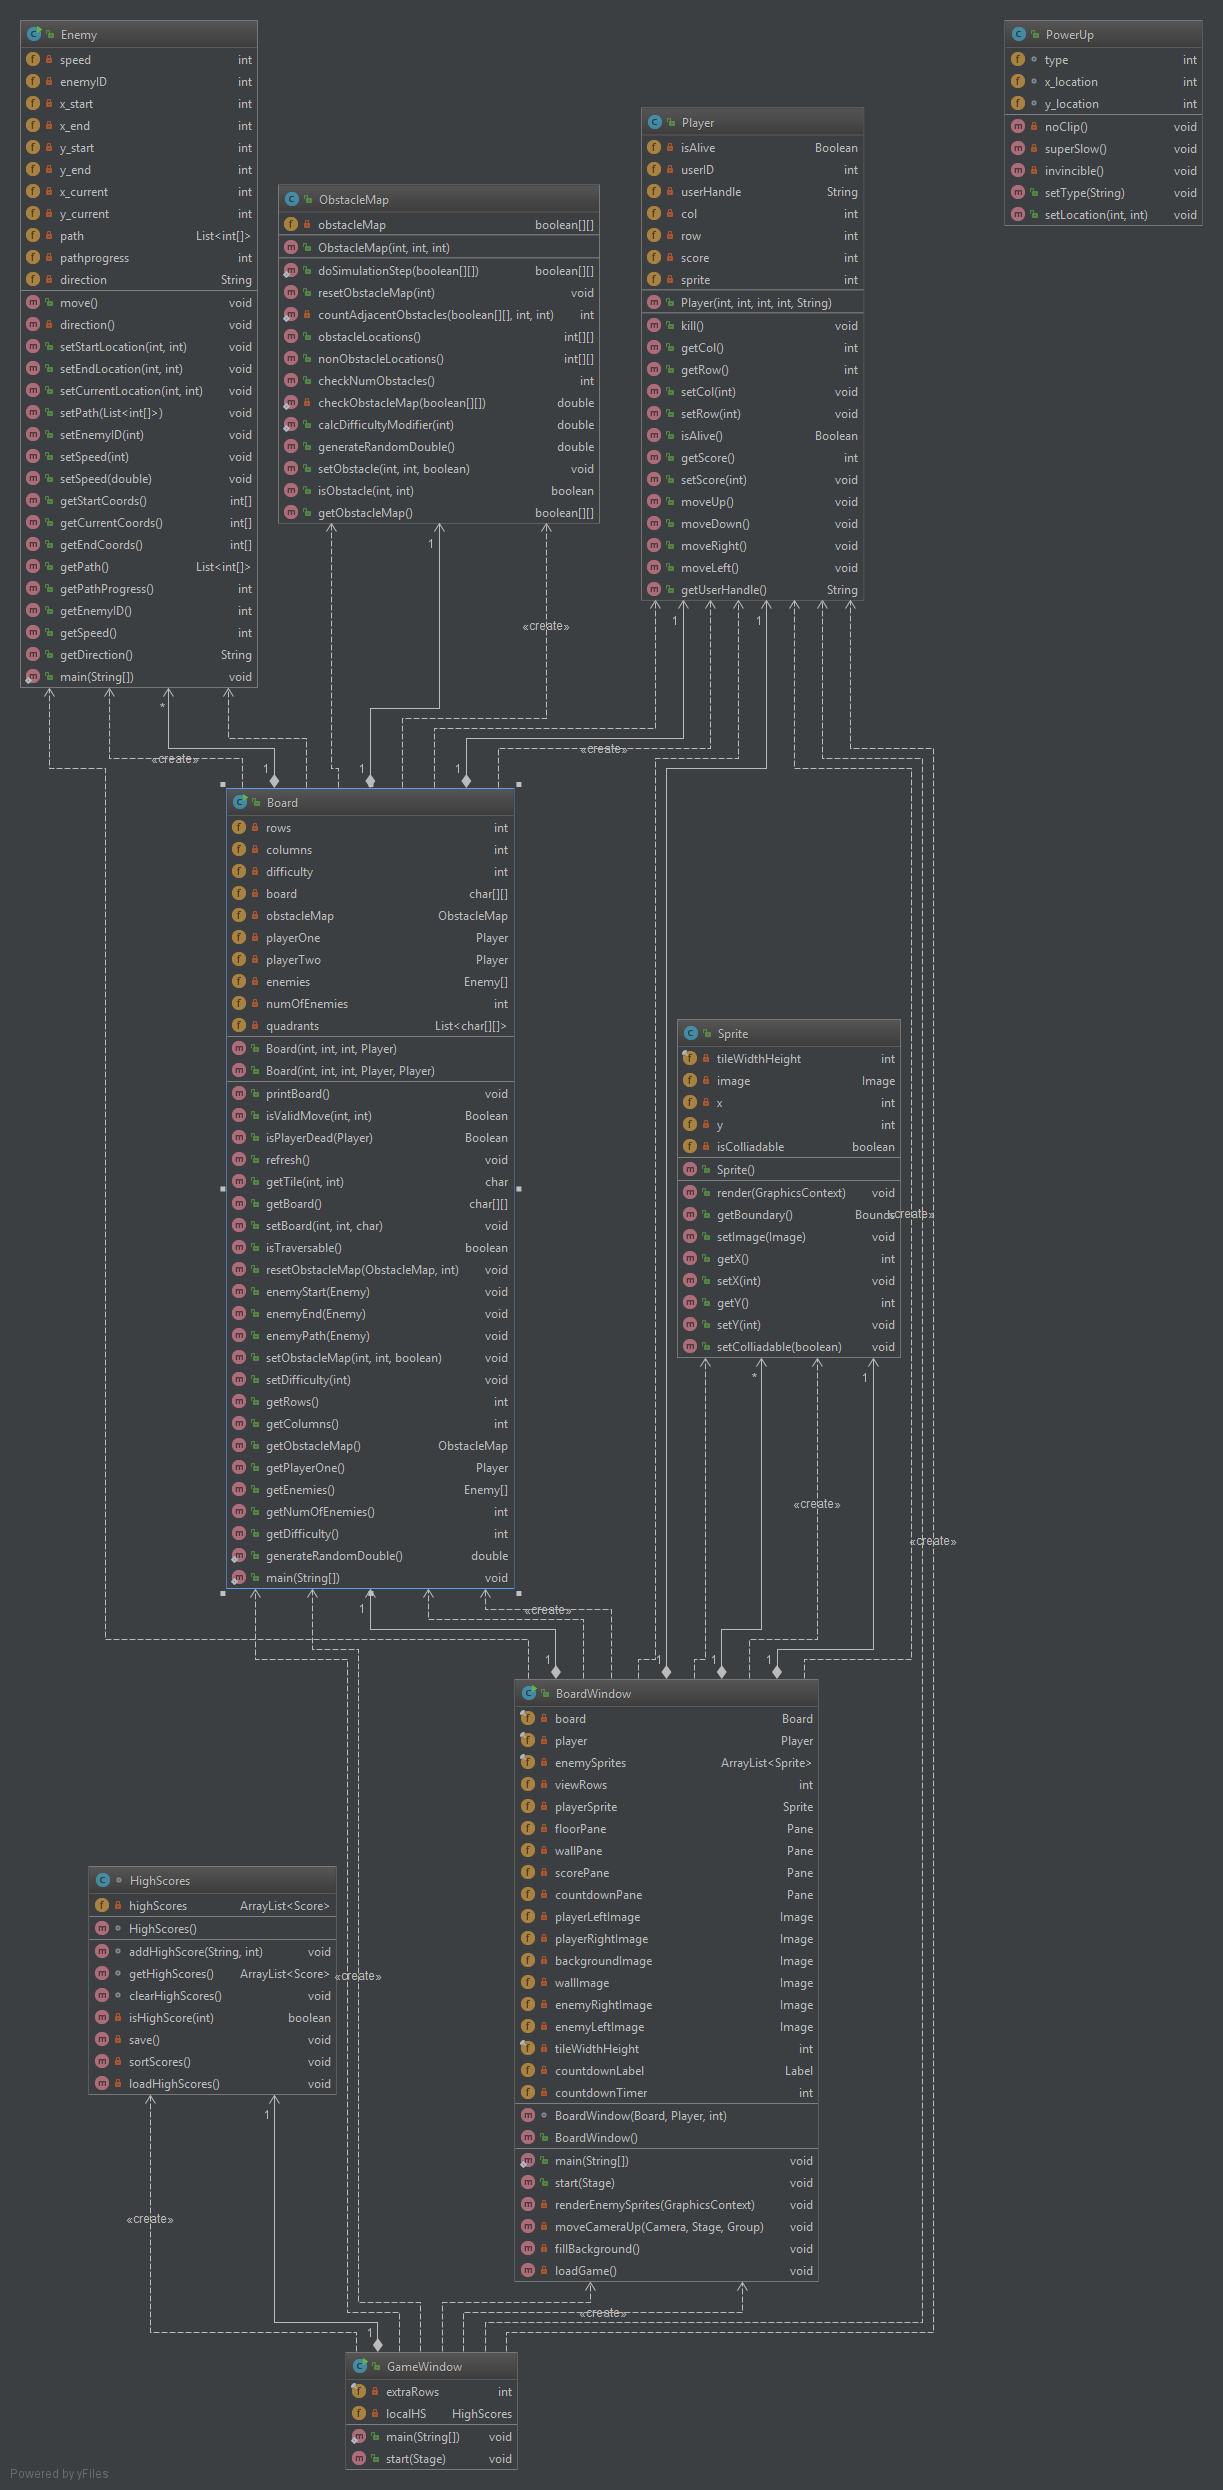 Enemy
speed int
enemyID int
x_start int
x_end int
y_start int
y_end int
x_current int
y_current int
path List<int[]>
pathprogress int
direction String
move() void
direction() void
setStartLocation(int, int) void
setEndLocation(int, int) void
setCurrentLocation(int, int) void
setPath(List<int[]>) void
setEnemyID(int) void
setSpeed(int) void
setSpeed(double) void
getStartCoords() int[]
getCurrentCoords() int[]
getEndCoords() int[]
getPath() List<int[]>
getPathProgress() int
getEnemyID() int
getSpeed() int
getDirection() String
main(String[]) void
PowerUp
type int
x_location int
y_location int
noClip() void
superSlow() void
invincible() void
setType(String) void
setLocation(int, int) void
Player
isAlive Boolean
userID int
userHandle String
col int
row int
score int
sprite int
Player(int, int, int, int, String)
kill() void
getCol() int
getRow() int
setCol(int) void
setRow(int) void
isAlive() Boolean
getScore() int
setScore(int) void
moveUp() void
moveDown() void
moveRight() void
moveLeft() void
getUserHandle() String
ObstacleMap
obstacleMap boolean[][]
ObstacleMap(int, int, int)
doSimulationStep(boolean[][]) boolean[][]
resetObstacleMap(int) void
countAdjacentObstacles(boolean[][], int, int) int
obstacleLocations() int[][]
nonObstacleLocations() int[][]
checkNumObstacles() int
checkObstacleMap(boolean[][]) double
calcDifficultyModifier(int) double
generateRandomDouble() double
setObstacle(int, int, boolean) void
isObstacle(int, int) boolean
getObstacleMap() boolean[][]
1
«create»
1
1
*
«create»
«create»
1
1
1
Board
rows int
columns int
difficulty int
board char[][]
obstacleMap ObstacleMap
playerOne Player
playerTwo Player
enemies Enemy[]
numOfEnemies int
quadrants List<char[][]>
Board(int, int, int, Player)
Board(int, int, int, Player, Player)
printBoard() void
isValidMove(int, int) Boolean
isPlayerDead(Player) Boolean
refresh() void
getTile(int, int) char
getBoard() char[][]
setBoard(int, int, char) void
isTraversable() boolean
resetObstacleMap(ObstacleMap, int) void
enemyStart(Enemy) void
enemyEnd(Enemy) void
enemyPath(Enemy) void
setObstacleMap(int, int, boolean) void
setDifficulty(int) void
getRows() int
getColumns() int
getObstacleMap() ObstacleMap
getPlayerOne() Player
getEnemies() Enemy[]
getNumOfEnemies() int
getDifficulty() int
generateRandomDouble() double
main(String[]) void
Sprite
tileWidthHeight int
image Image
x int
y int
isColliadable boolean
Sprite()
render(GraphicsContext) void
getBoundary() Bounds
«create»
setImage(Image) void
getX() int
setX(int) void
getY() int
setY(int) void
setColliadable(boolean) void
*
1
«create»
«create»
1
«create»
1
1
1
1
BoardWindow
board Board
player Player
enemySprites ArrayList<Sprite>
viewRows int
playerSprite Sprite
floorPane Pane
wallPane Pane
scorePane Pane
countdownPane Pane
playerLeftImage Image
playerRightImage Image
backgroundImage Image
wallImage Image
enemyRightImage Image
enemyLeftImage Image
tileWidthHeight int
countdownLabel Label
countdownTimer int
BoardWindow(Board, Player, int)
BoardWindow()
main(String[]) void
start(Stage) void
renderEnemySprites(GraphicsContext) void
moveCameraUp(Camera, Stage, Group) void
fillBackground() void
loadGame() void
HighScores
highScores ArrayList<Score>
HighScores()
addHighScore(String, int) void
getHighScores() ArrayList<Score>
«create»
clearHighScores() void
isHighScore(int) boolean
save() void
sortScores() void
loadHighScores() void
1
«create»
«create»
1
GameWindow
extraRows int
localHS HighScores
main(String[]) void
start(Stage) void
Powered by yFiles